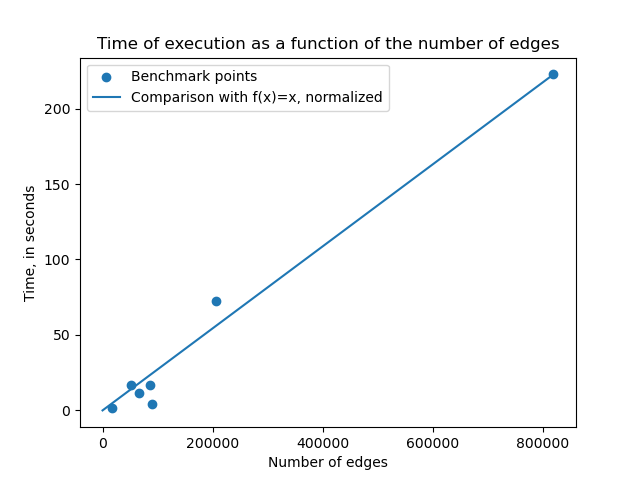 Time of execution as a function of the number of edges
Benchmark points
Comparison with f(x)=x, normalized
200
150
100
50
0
Time, in seconds
0 200000 400000 600000 800000
Number of edges